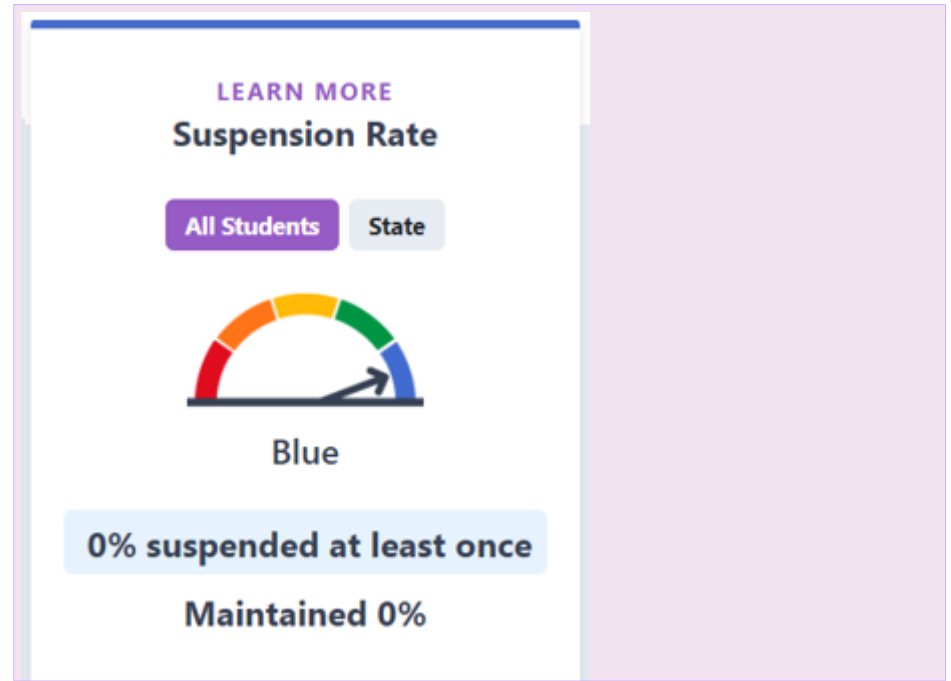 LEARN MORE
Suspension Rate
All Students State
Blue
0% suspended at least once
Maintained 0%